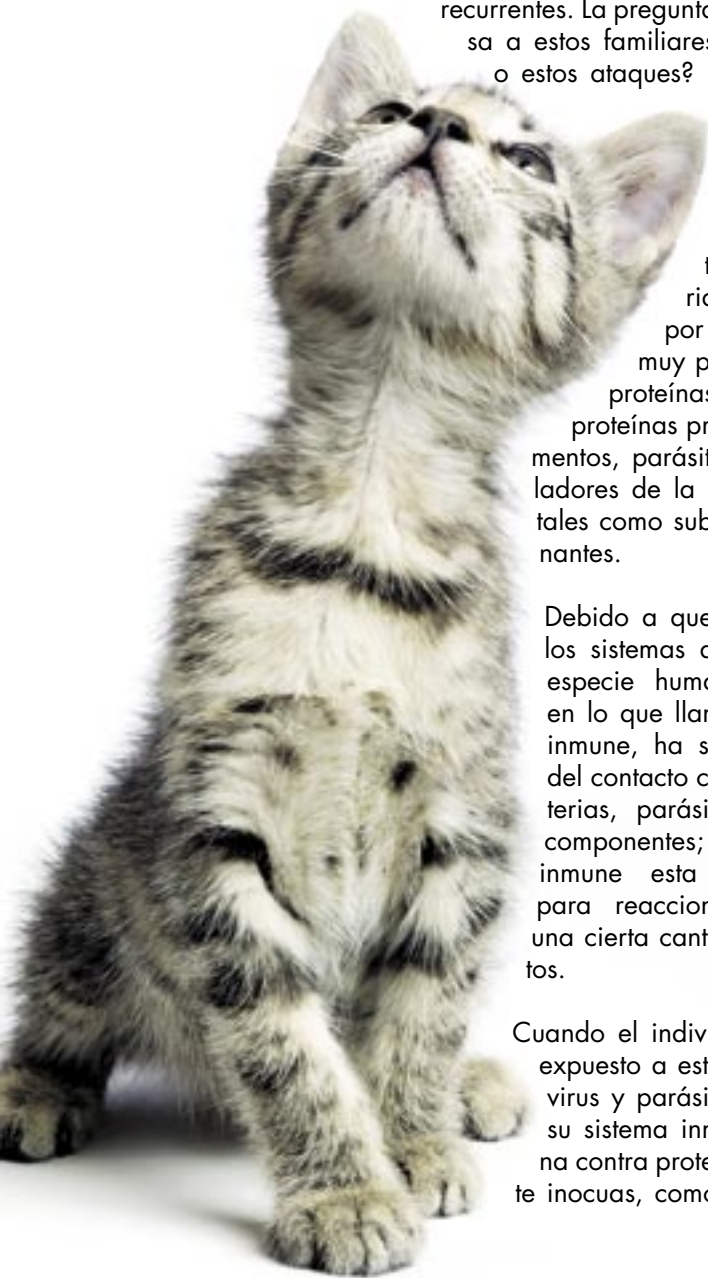 recurrentes. La pregunta
sa a estos familiares
o estos ataques?
t
ric
por
muy p
proteínas
proteínas pr
mentos, parásit
ladores de la
tales como sub
nantes.
Debido a que
los sistemas d
especie huma
en lo que llam
inmune, ha s
del contacto c
terias, parási
componentes;
inmune esta
para reaccion
una cierta cant
tos.
Cuando el indiv
expuesto a est
virus y parási
su sistema inm
na contra prote
te inocuas, como